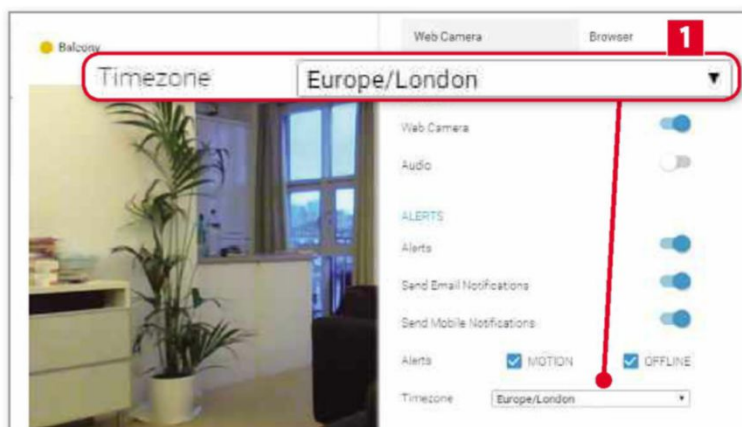 Balcony
Web Camera Browser
1
Timezone Europe/London
Web Camera
Audio
ALERTS
Alerts
Send Email Notifications
Send Mobile Notifications
Alerts MOTION OFFLINE
Timezone Europe/London